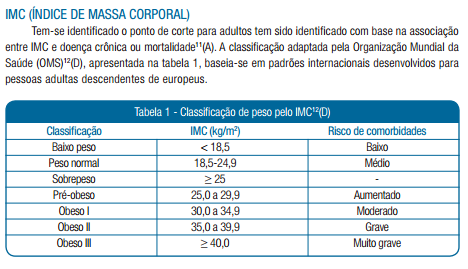 IMC (ÍNDICE DE MASSA CORPORAL)
Tem-se identificado o ponto de corte para adultos tem sido identificado com base na associação
entre IMC e doença crônica ou mortalidade¹¹(A). A classificação adaptada pela Organização Mundial da
Saúde (OMS)¹²(D), apresentada na tabela 1, baseia-se em padrões internacionais desenvolvidos para
pessoas adultas descendentes de europeus.
Tabela 1 - Classificação de peso pelo IMC¹²(D)
Classificação IMC (kg/m²) Risco de comorbidades
Baixo peso < 18,5 Baixo
Peso normal 18,5-24,9 Médio
Sobrepeso ≥ 25 -
Pré-obeso 25,0 a 29,9 Aumentado
Obeso I 30,0 a 34,9 Moderado
Obeso II 35,0 a 39,9 Grave
Obeso III ≥ 40,0 Muito grave